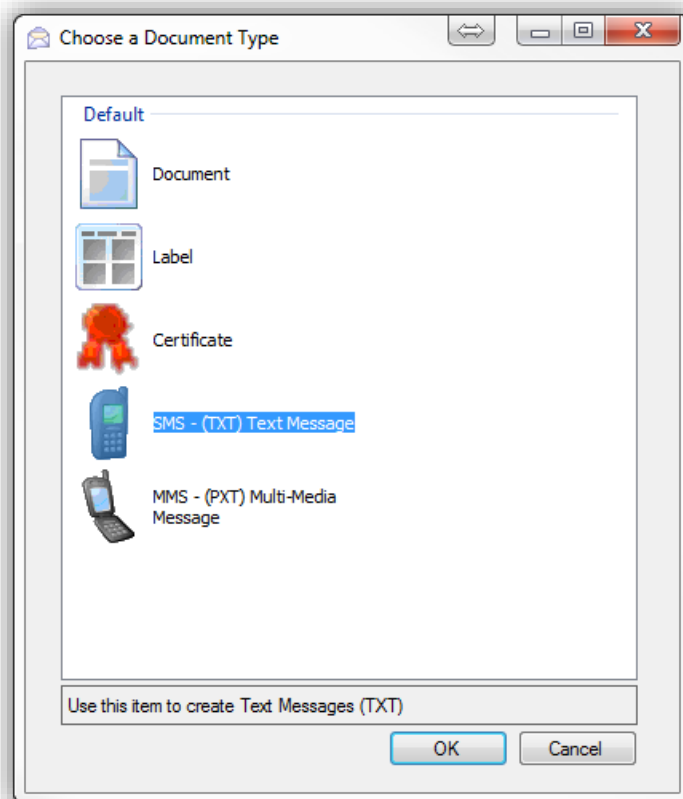 Choose a Document Type
Default
Document
Label
Certificate
SMS - (TXT) Text Message
MMS - (PXT) Multi-Media
Message
Use this item to create Text Messages (TXT)
OK
Cancel